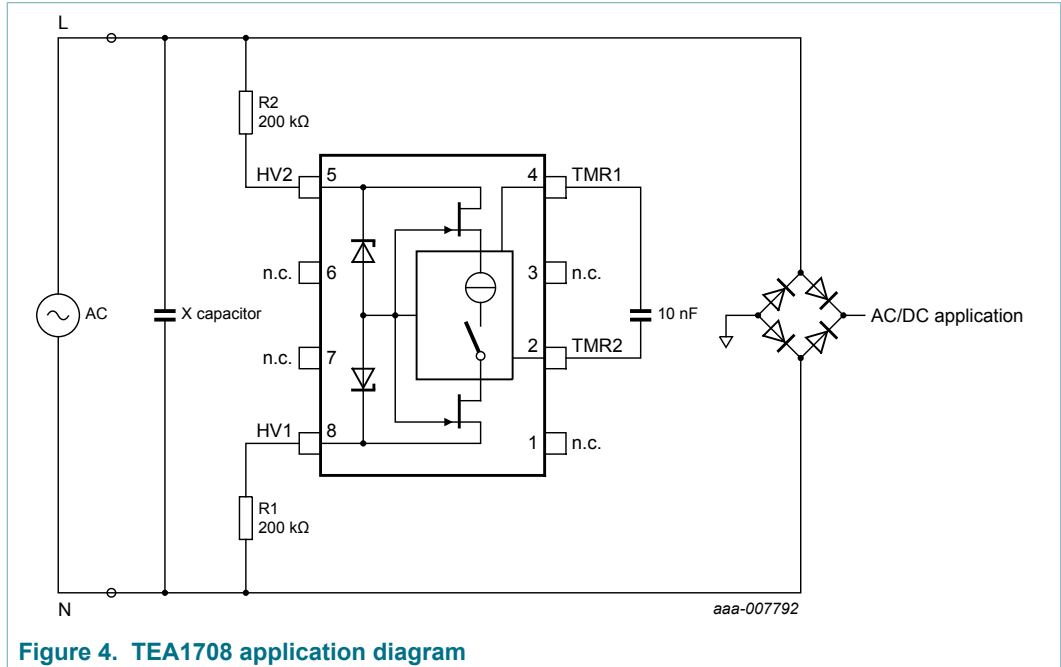 L
R2
200 kΩ
HV2
5
4
TMR1
n.c.
6
3
n.c.
AC
X capacitor
10 nF
AC/DC application
n.c.
7
2
TMR2
HV1
8
1
n.c.
R1
200 kΩ
N
aaa-007792
Figure 4. TEA1708 application diagram